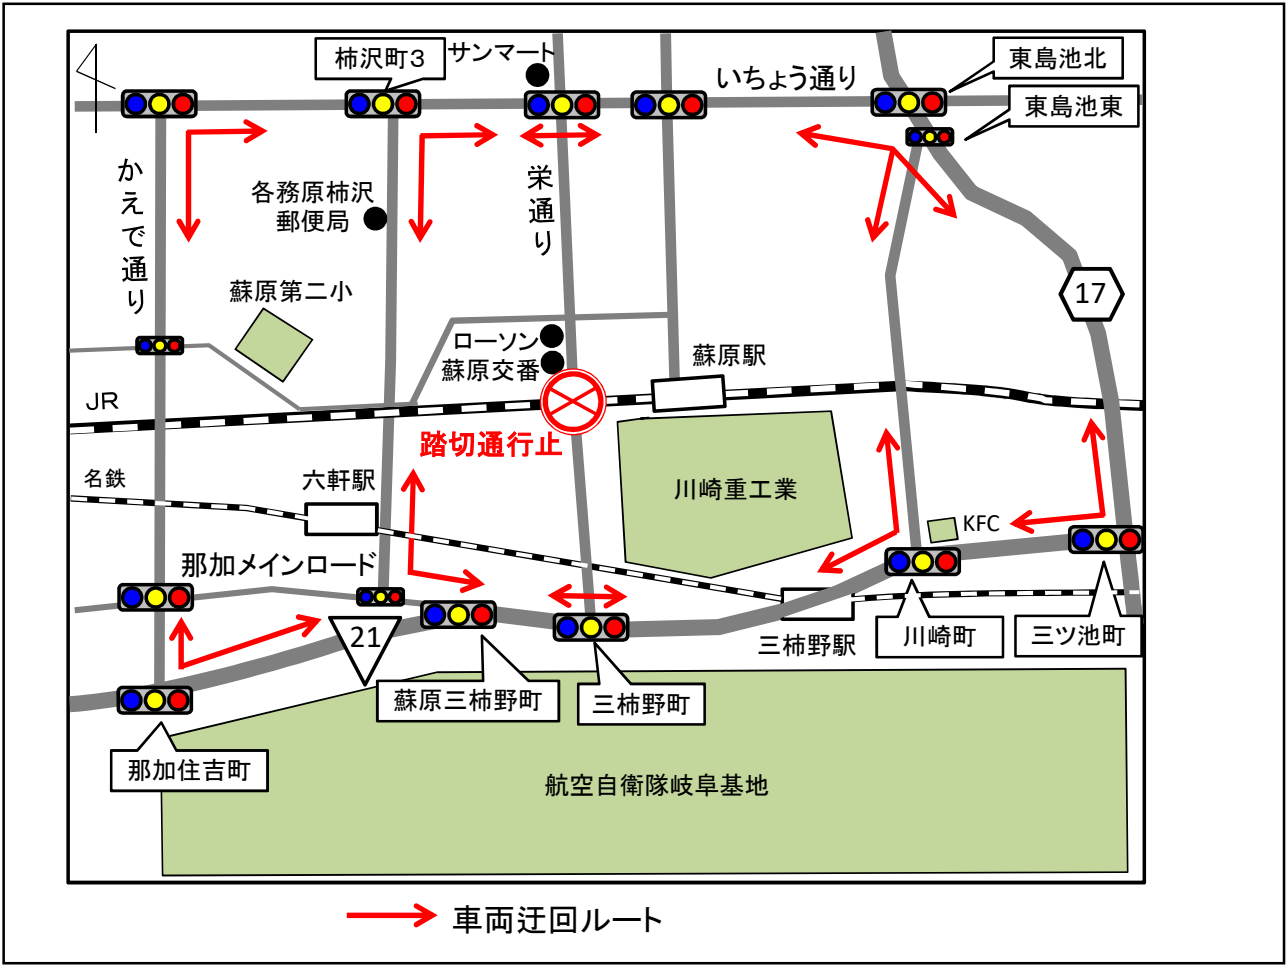 柿沢町3
サンマート
いちょう通り
東島池北
東島池東
かえで通り
各務原柿沢
郵便局
栄通り
蘇原第二小
17
ローソン
蘇原交番
蘇原駅
JR
踏切通行止
名鉄
六軒駅
川崎重工業
KFC
那加メインロード
21
三柿野駅
川崎町
三ツ池町
蘇原三柿野町
三柿野町
那加住吉町
航空自衛隊岐阜基地
車両迂回ルート